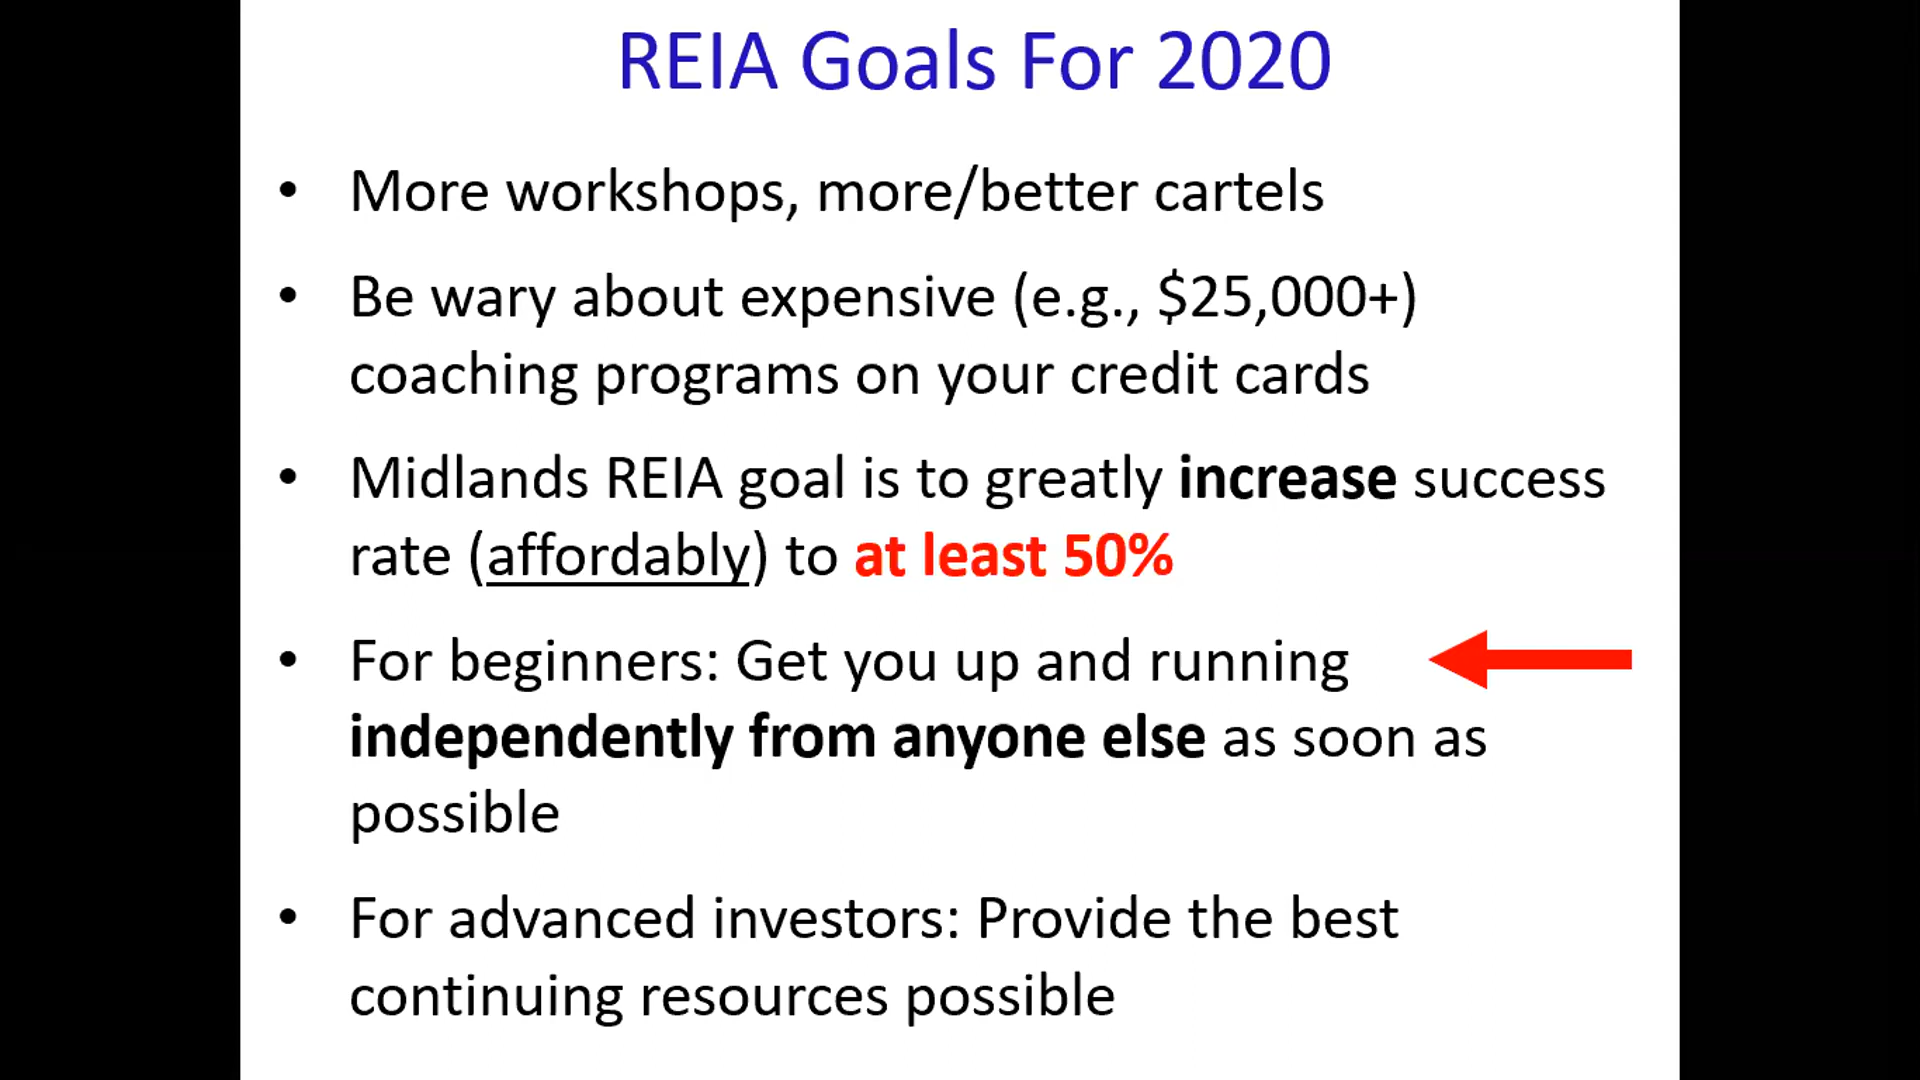 REIA Goals For 2020
• More workshops, more/better cartels
• Be wary about expensive (e.g., $25,000+)
coaching programs on your credit cards
• Midlands REIA goal is to greatly increase success
rate (affordably) to at least 50%
• For beginners: Get you up and running
independently from anyone else as soon as
possible
• For advanced investors: Provide the best
continuing resources possible